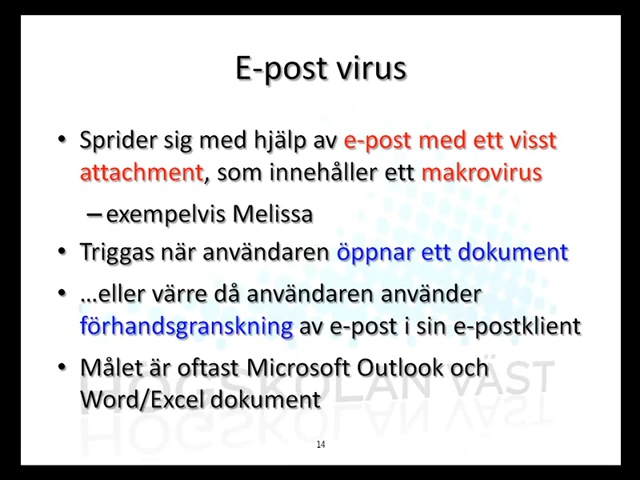 E-post virus
• Sprider sig med hjälp av e-post med ett visst
attachment, som innehåller ett makrovirus
– exempelvis Melissa
• Triggas när användaren öppnar ett dokument
• …eller värre då användaren använder
förhandsgranskning av e-post i sin e-postklient
• Målet är oftast Microsoft Outlook och
Word/Excel dokument
HÖGSKOLAN VÄST
14